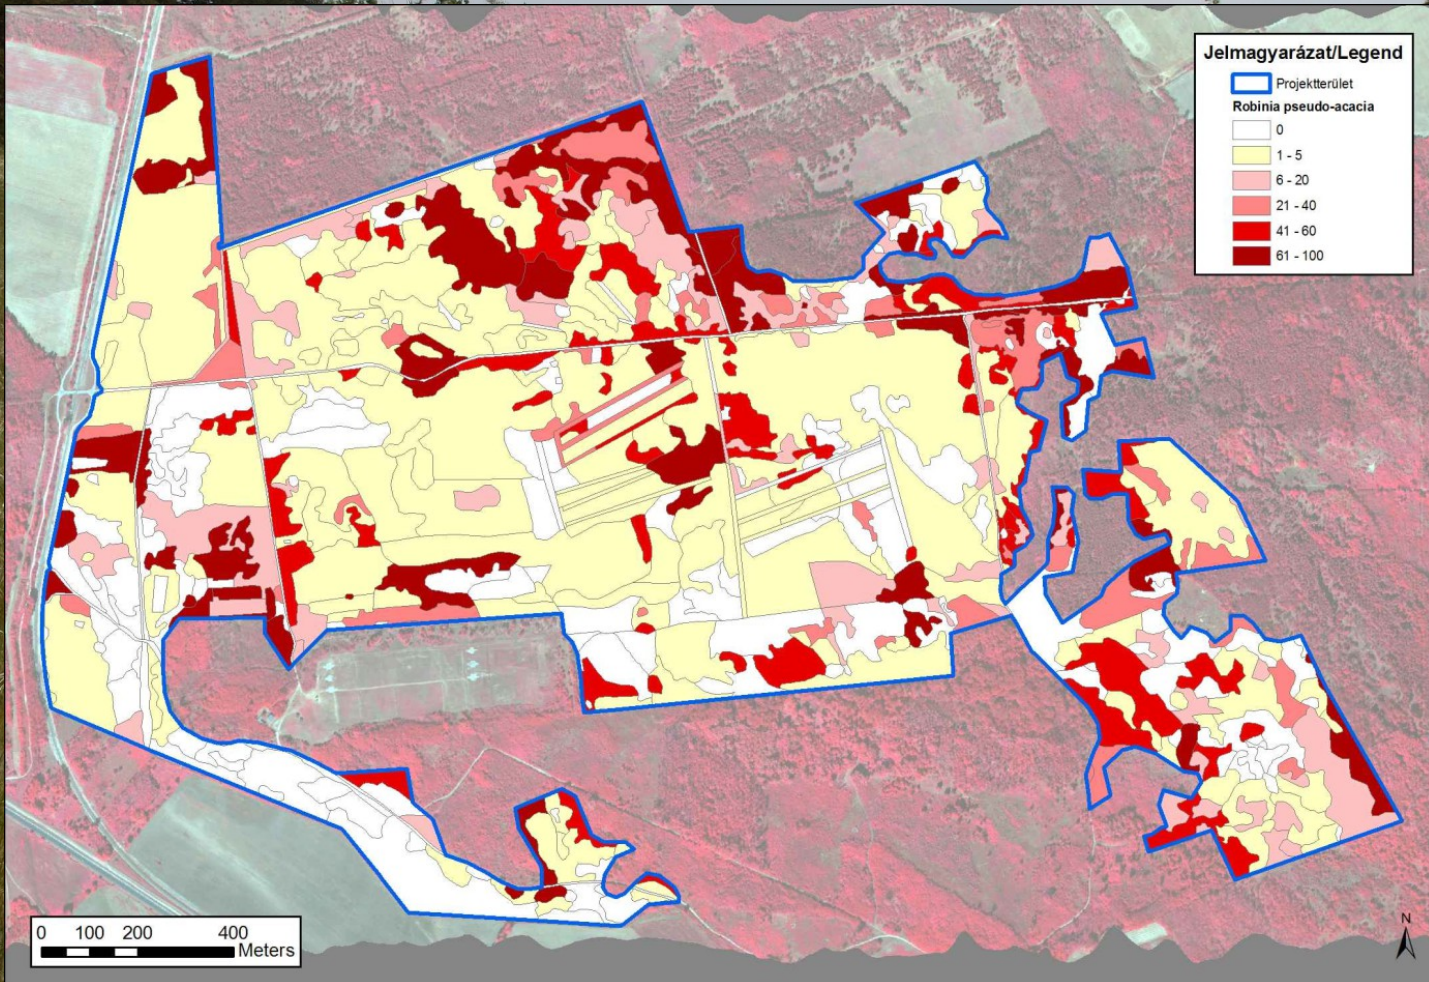 Jelmagyarázat/Legend
Projektterület
Robinia pseudo-acacia
0
1 - 5
6 - 20
21 - 40
41 - 60
61 - 100
0 100 200 400
Meters
N